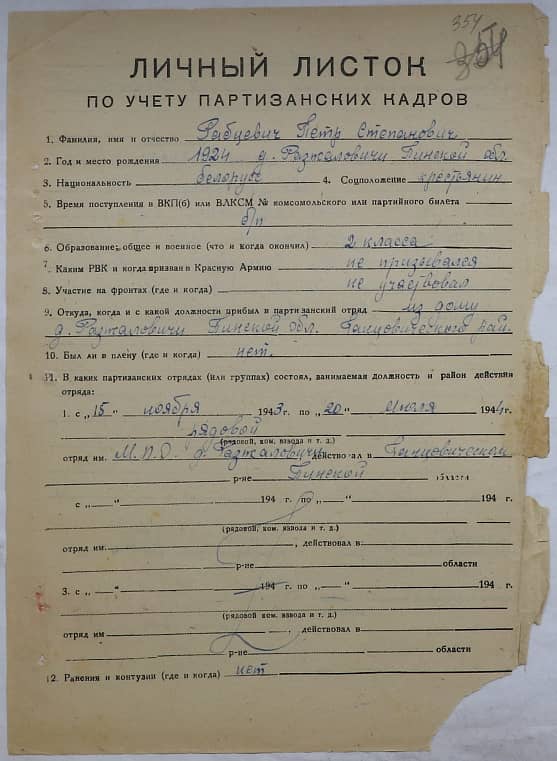 354
354
ЛИЧНЫЙ ЛИСТОК
ПО УЧЕТУ ПАРТИЗАНСКИХ КАДРОВ
1. Фамилия, имя и отчество Рабцевич Петр Степанович
2. Год и место рождения 1924 д. Разжаловичи Пинской обл.
3. Национальность белорус 4. Соцположение крестянин
5. Время поступления в ВКП(б) или ВЛКСМ № комсомольского или партийного билета
б/п
6. Образование: общее и военное (что и когда окончил) 2 класса
7. Каким РВК и когда призван в Красную Армию не призывался
8. Участие на фронтах (где и когда) не участвовал
9. Откуда, когда и с какой должности прибыл в партизанский отряд из дому
д. Разжаловичи Пинской обл. Ганцовического рай.
10. Был ли в плену (где и когда) нет.
11. В каких партизанских отрядах (или группах) состоял, занимаемая должность и район действия
отряда:
1. с „15" ноября 1943 г. по „20" июля 1944 г.
рядовой
(рядовой, ком. взвода и т. д.)
отряд им. М.П.О. д. Разжаловичи действовал в Ганцовическом
р-не Пинской области
с „—" 194 г. по „—" 194 г.
(рядовой, ком. взвода и т. д.)
отряд им. , действовал в
р-не области
3. с „—" 194 г. по „—" 194 г.
(рядовой, ком. взвода и т. д.)
отряд им , действовал в
р-не области
12. Ранения и контузии (где и когда) нет